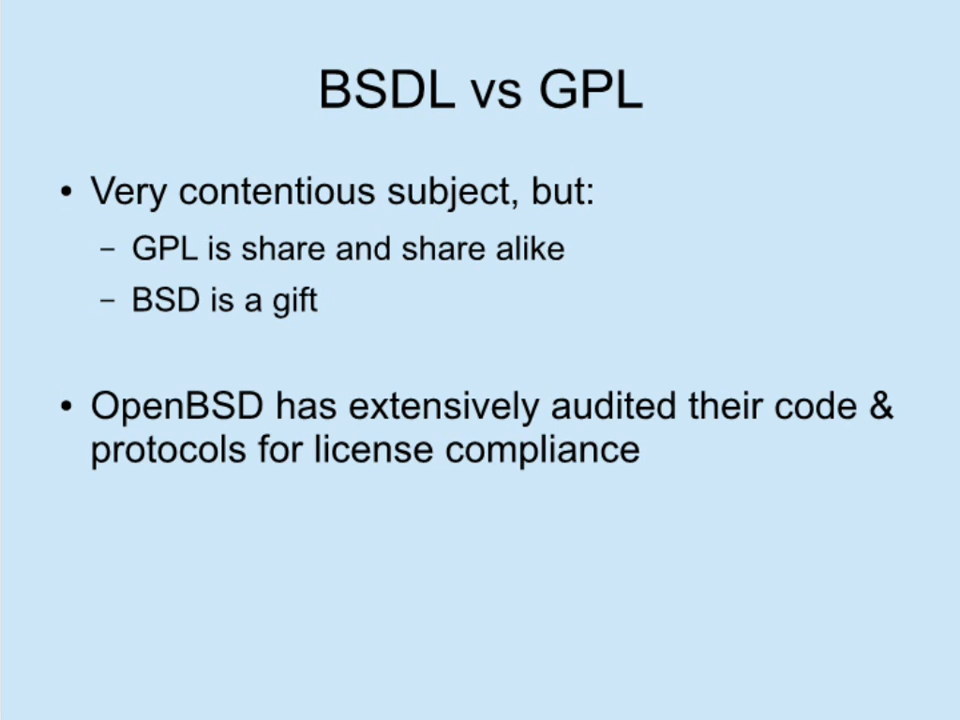 BSDL vs GPL
• Very contentious subject, but:
– GPL is share and share alike
– BSD is a gift
• OpenBSD has extensively audited their code &
protocols for license compliance